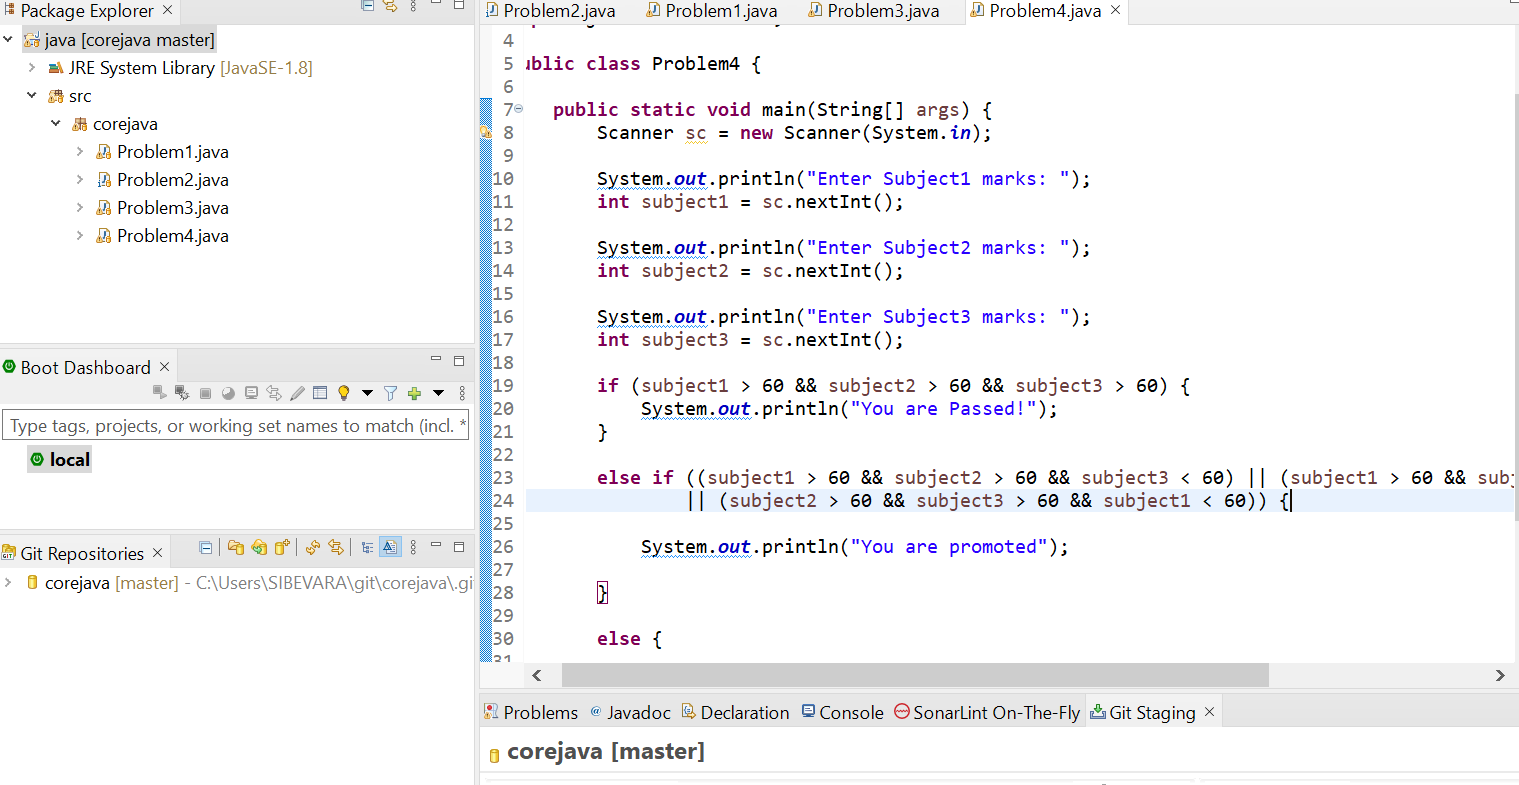 Package Explorer
java [corejava master]
JRE System Library [JavaSE-1.8]
src
corejava
Problem1.java
Problem2.java
Problem3.java
Problem4.java
Boot Dashboard
Type tags, projects, or working set names to match (incl. *
local
Git Repositories
corejava [master] - C:\Users\SIBEVARA\git\corejava\.gi
Problem2.java Problem1.java Problem3.java Problem4.java
4
5 ublic class Problem4 {
6
7 public static void main(String[] args) {
8 Scanner sc = new Scanner(System.in);
9
10 System.out.println("Enter Subject1 marks: ");
11 int subject1 = sc.nextInt();
12
13 System.out.println("Enter Subject2 marks: ");
14 int subject2 = sc.nextInt();
15
16 System.out.println("Enter Subject3 marks: ");
17 int subject3 = sc.nextInt();
18
19 if (subject1 > 60 && subject2 > 60 && subject3 > 60) {
20 System.out.println("You are Passed!");
21 }
22
23 else if ((subject1 > 60 && subject2 > 60 && subject3 < 60) || (subject1 > 60 && sub
24 || (subject2 > 60 && subject3 > 60 && subject1 < 60)) {
25
26 System.out.println("You are promoted");
27
28 }
29
30 else {
31
Problems Javadoc Declaration Console SonarLint On-The-Fly Git Staging
corejava [master]